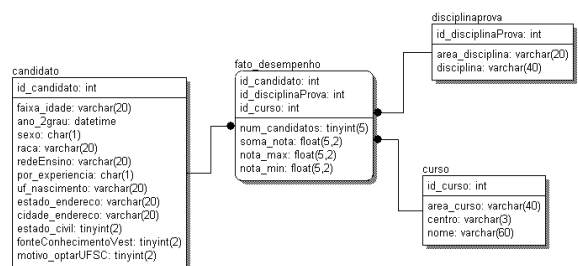 candidato
id_candidato: int
faixa_idade: varchar(20)
ano_2grau: datetime
sexo: char(1)
raca: varchar(20)
redeEnsino: varchar(20)
por_experiencia: char(1)
uf_nascimento: varchar(20)
estado_endereco: varchar(20)
cidade_endereco: varchar(20)
estado_civil: tinyint(2)
fonteConhecimentoVest: tinyint(2)
motivo_optarUFSC: tinyint(2)
fato_desempenho
id_candidato: int
id_disciplinaProva: int
id_curso: int
num_candidatos: tinyint(5)
soma_nota: float(5,2)
nota_max: float(5,2)
nota_min: float(5,2)
disciplinaprova
id_disciplinaProva: int
area_disciplina: varchar(20)
disciplina: varchar(40)
curso
id_curso: int
area_curso: varchar(40)
centro: varchar(3)
nome: varchar(60)